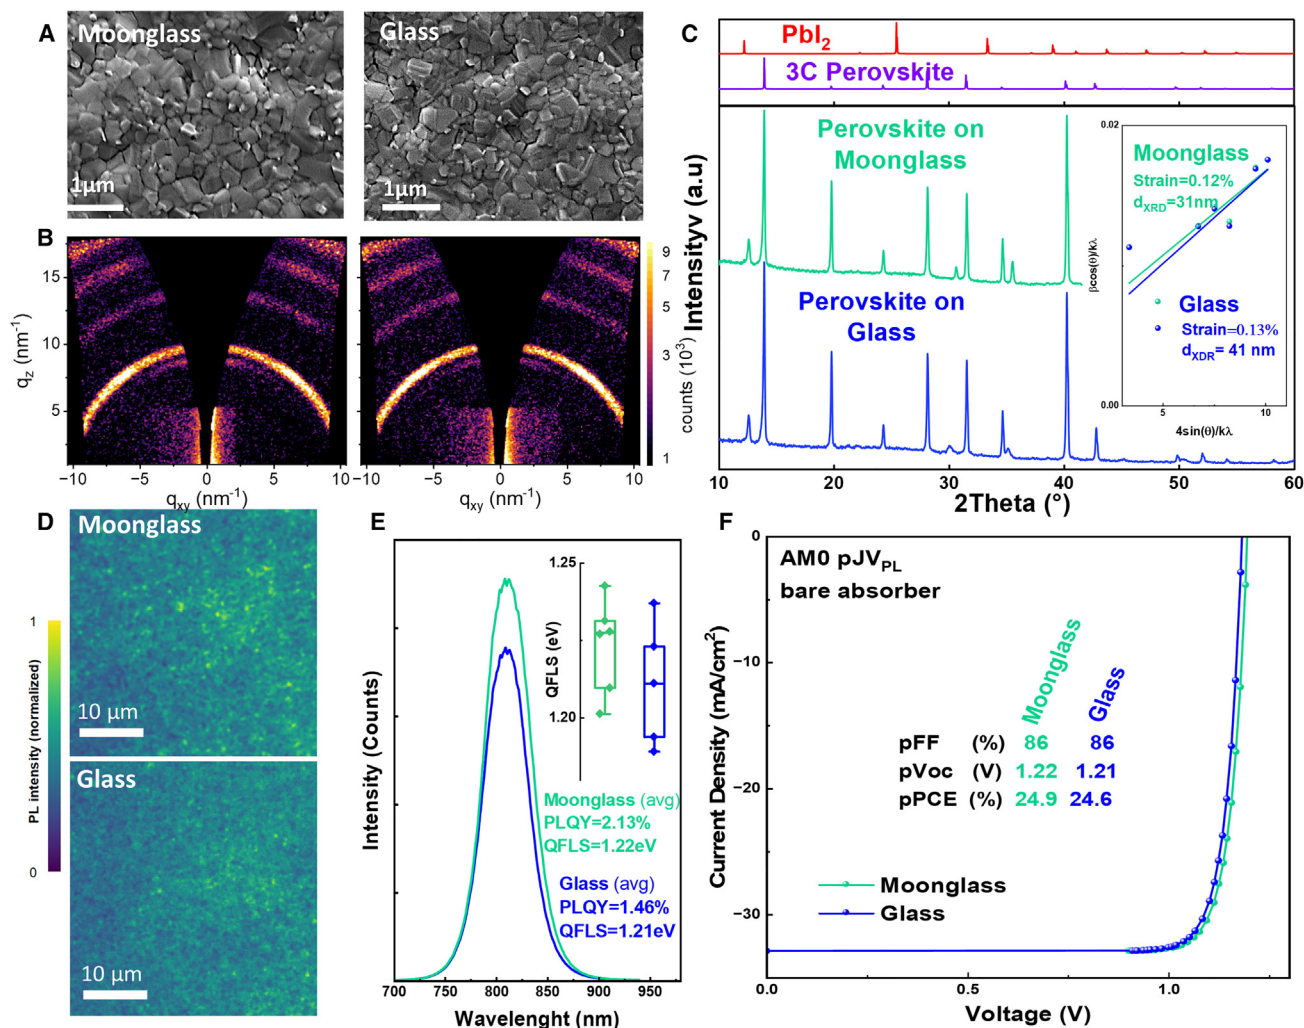 A
Moonglass
1µm
Glass
1µm
B
15
10
5
q_z (nm⁻¹)
−10
−5
0
5
10
q_xy (nm⁻¹)
−10
−5
0
5
10
q_xy (nm⁻¹)
9
7
5
3
1
counts (10³)
C
PbI₂
3C Perovskite
Perovskite on
Moonglass
Perovskite on
Glass
Intensityv (a.u)
10
20
30
40
50
60
2Theta (°)
0.02
0.00
βcos(θ)/kλ
Moonglass
Strain=0.12%
d_XRD=31nm
Glass
Strain=0.13%
d_XDR= 41 nm
5
10
4sin(θ)/kλ
D
Moonglass
10 µm
Glass
10 µm
PL intensity (normalized)
1
0
E
Intensity (Counts)
1.25
1.20
QFLS (eV)
Moonglass (avg)
PLQY=2.13%
QFLS=1.22eV
Glass (avg)
PLQY=1.46%
QFLS=1.21eV
700
750
800
850
900
950
Wavelenght (nm)
F
AM0 pJV_PL
bare absorber
Moonglass
Glass
pFF (%) 86 86
pVoc (V) 1.22 1.21
pPCE (%) 24.9 24.6
Moonglass
Glass
0
−10
−20
−30
Current Density (mA/cm²)
0.0
0.5
1.0
Voltage (V)